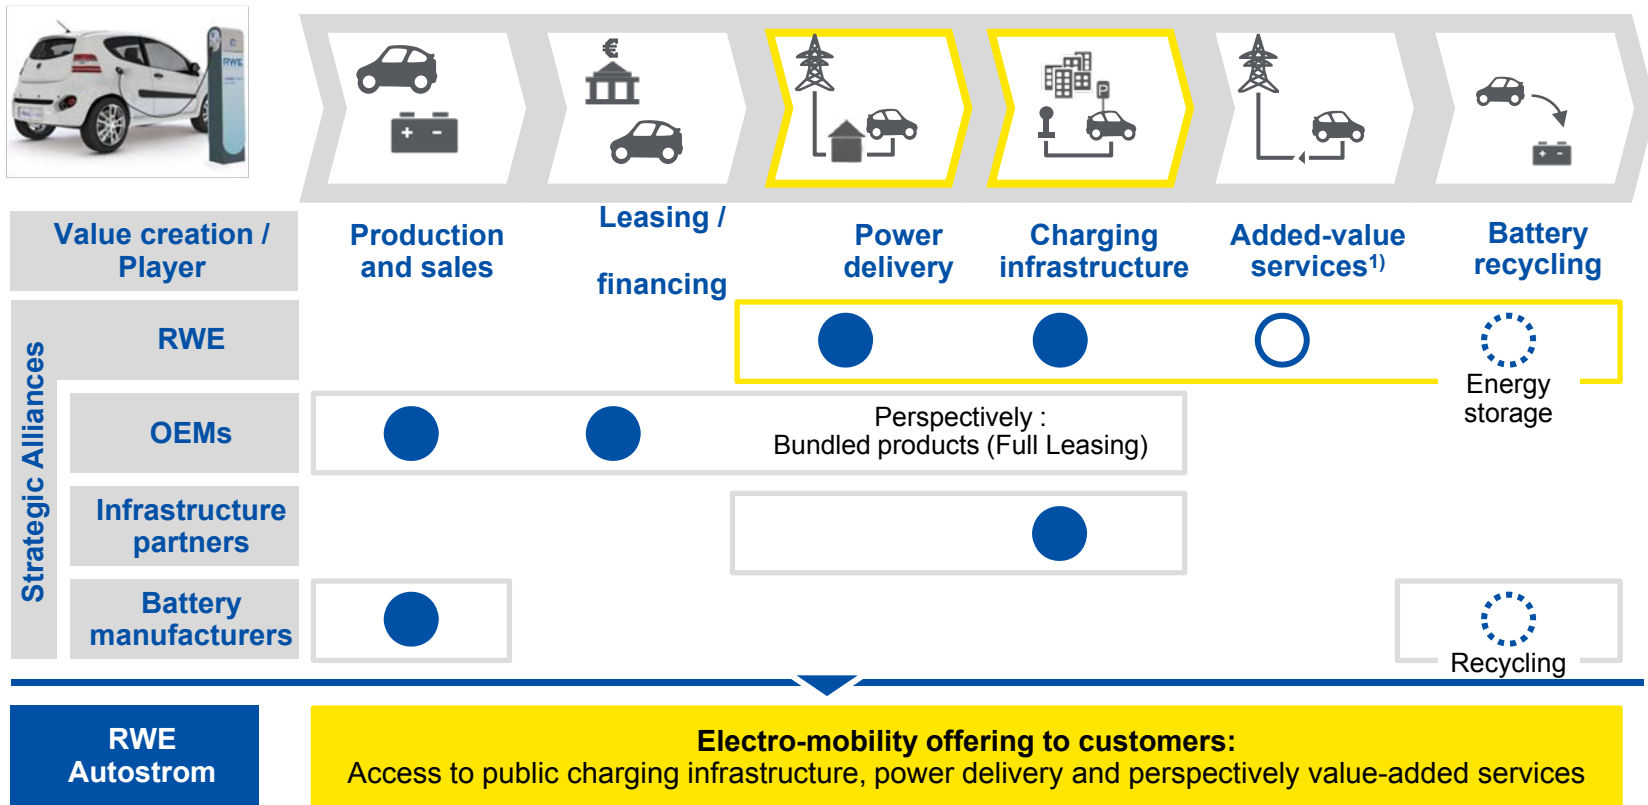 RWE
€
P
Value creation /
Player
Production
and sales
Leasing /
financing
Power
delivery
Charging
infrastructure
Added-value
services1)
Battery
recycling
Strategic Alliances
RWE
Energy
storage
OEMs
Perspectively :
Bundled products (Full Leasing)
Infrastructure
partners
Battery
manufacturers
Recycling
RWE
Autostrom
Electro-mobility offering to customers:
Access to public charging infrastructure, power delivery and perspectively value-added services